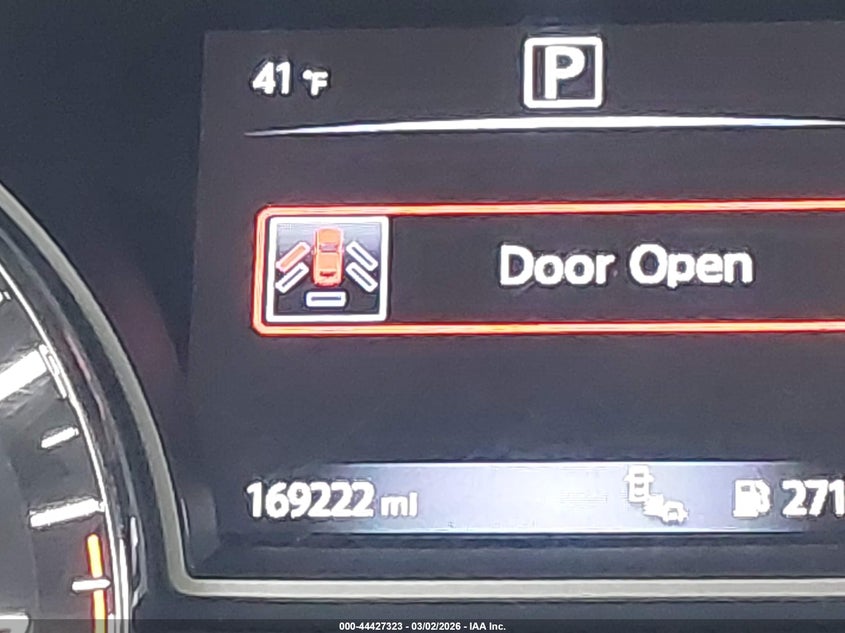 41 °F P
Door Open
169222 mi 271
000-44427323 - 03/02/2026 - IAA Inc.